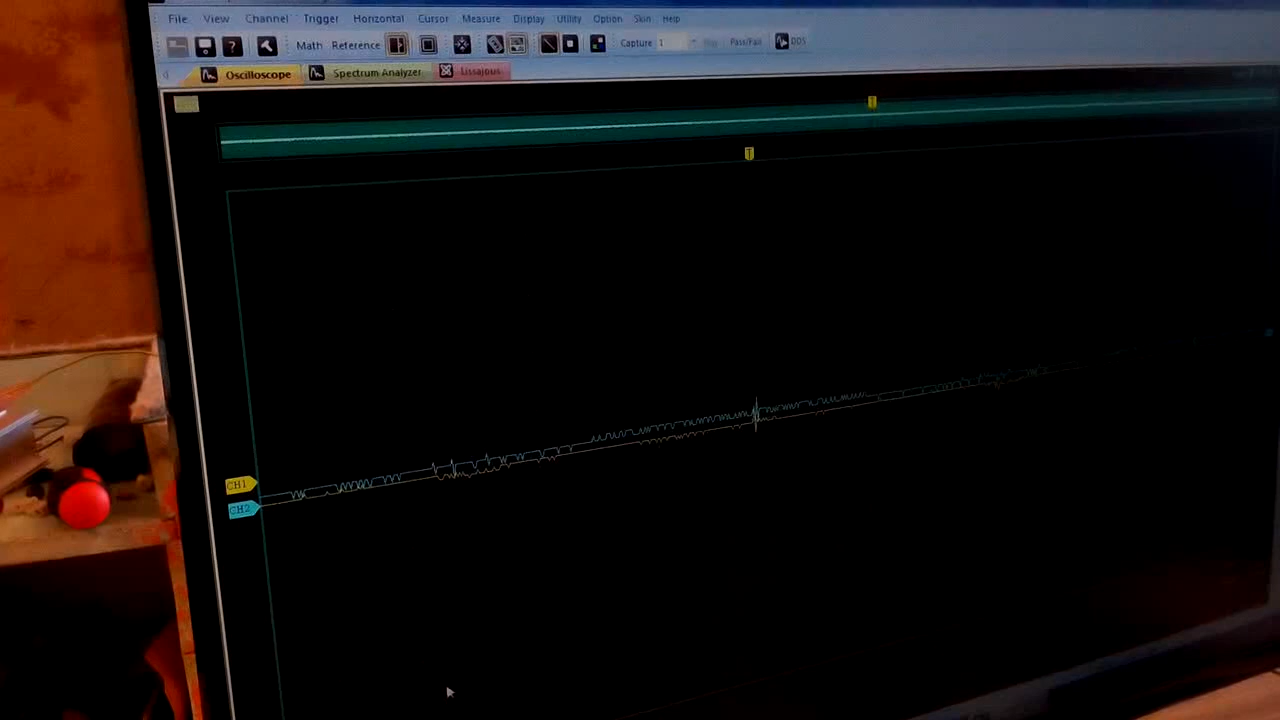 File View Channel Trigger Horizontal Cursor Measure Display Utility Option Skin Help
? Math Reference Capture 1 Pass/Fail DDS
Oscilloscope Spectrum Analyzer Lissajous
T
T
CH1
CH2